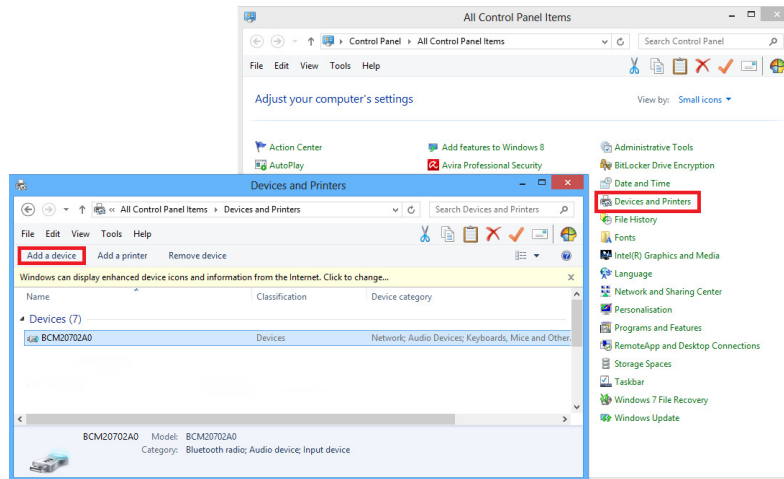 All Control Panel Items
Control Panel All Control Panel Items Search Control Panel
File Edit View Tools Help
Adjust your computer's settings View by: Small icons
Action Center Add features to Windows 8 Administrative Tools
AutoPlay Avira Professional Security BitLocker Drive Encryption
Date and Time
Devices and Printers
File History
Fonts
Intel(R) Graphics and Media
Language
Network and Sharing Center
Personalisation
Programs and Features
RemoteApp and Desktop Connections
Storage Spaces
Taskbar
Windows 7 File Recovery
Windows Update
Devices and Printers
« All Control Panel Items Devices and Printers Search Devices and Printers
File Edit View Tools Help
Add a device Add a printer Remove device
Windows can display enhanced device icons and information from the Internet. Click to change...
Name Classification Device category
Devices (7)
BCM20702A0 Devices Network; Audio Devices; Keyboards, Mice and Other.
BCM20702A0 Model: BCM20702A0
Category: Bluetooth radio; Audio device; Input device